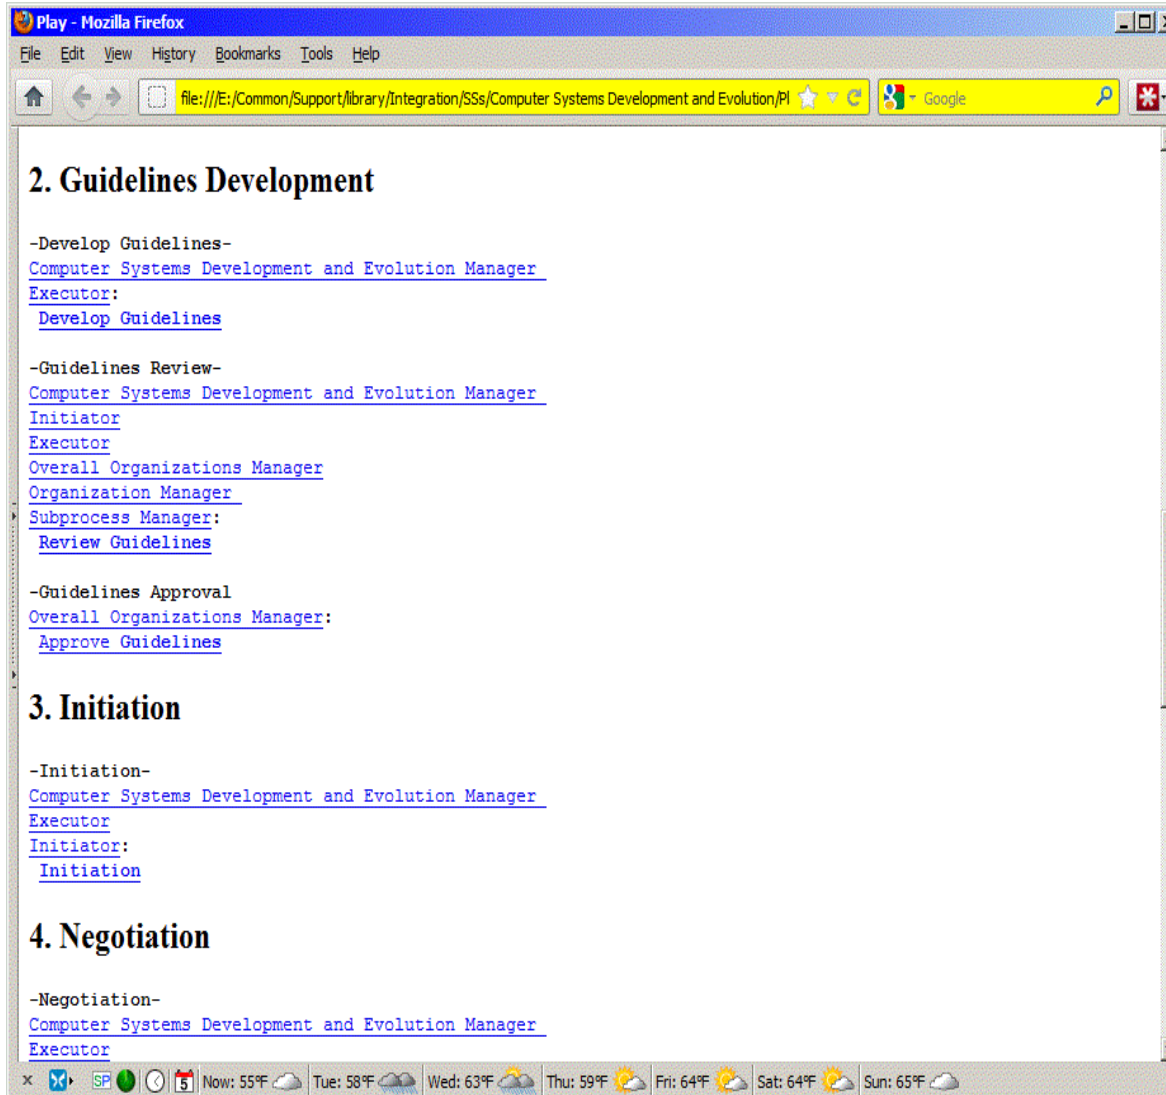 Play - Mozilla Firefox
File Edit View History Bookmarks Tools Help
file:///E:/Common/Support/library/Integration/SSs/Computer Systems Development and Evolution/Pl
Google
2. Guidelines Development
-Develop Guidelines-
Computer Systems Development and Evolution Manager
Executor:
Develop Guidelines
-Guidelines Review-
Computer Systems Development and Evolution Manager
Initiator
Executor
Overall Organizations Manager
Organization Manager
Subprocess Manager:
Review Guidelines
-Guidelines Approval
Overall Organizations Manager:
Approve Guidelines
3. Initiation
-Initiation-
Computer Systems Development and Evolution Manager
Executor
Initiator:
Initiation
4. Negotiation
-Negotiation-
Computer Systems Development and Evolution Manager
Executor
SP 5 Now: 55°F Tue: 58°F Wed: 63°F Thu: 59°F Fri: 64°F Sat: 64°F Sun: 65°F